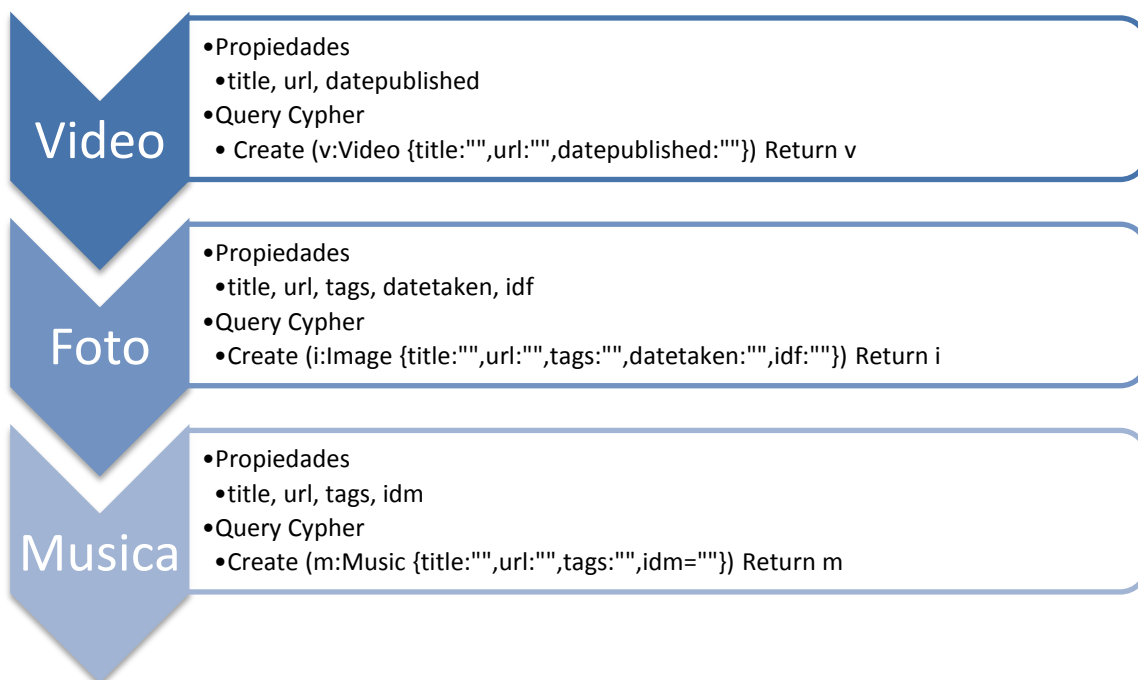 Video
•Propiedades
•title, url, datepublished
•Query Cypher
• Create (v:Video {title:"",url:"",datepublished:""}) Return v
Foto
•Propiedades
•title, url, tags, datetaken, idf
•Query Cypher
•Create (i:Image {title:"",url:"",tags:"",datetaken:"",idf:""}) Return i
Musica
•Propiedades
•title, url, tags, idm
•Query Cypher
•Create (m:Music {title:"",url:"",tags:"",idm=""}) Return m